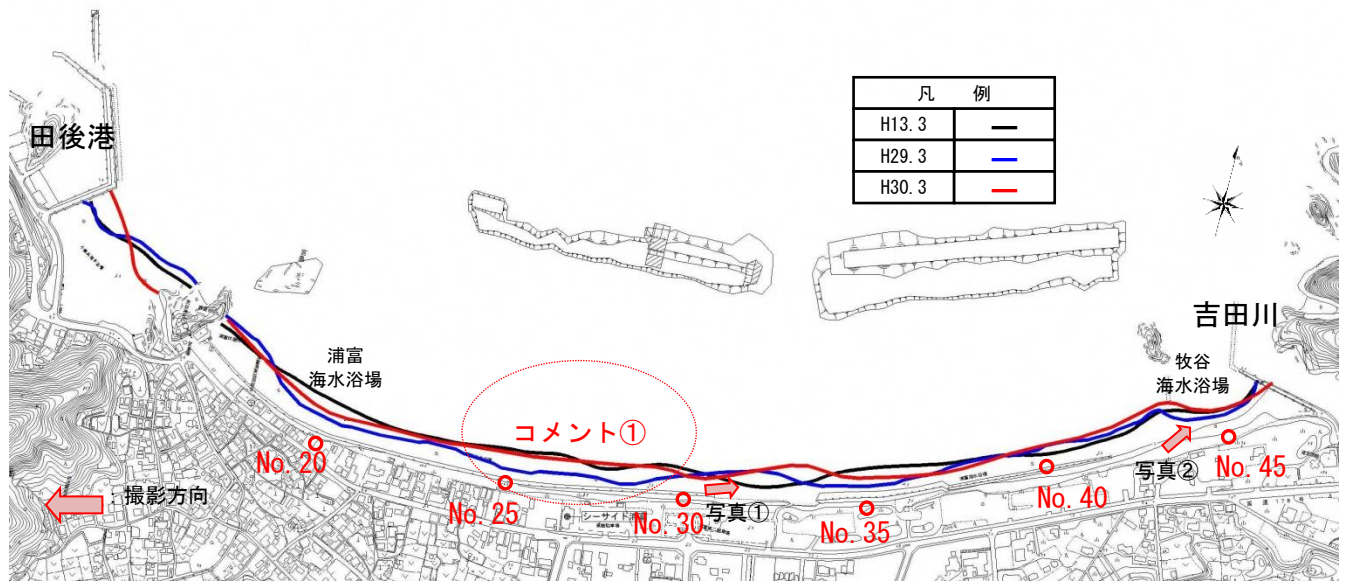 田後港
凡 例
H13.3
H29.3
H30.3
吉田川
浦富
海水浴場
牧谷
海水浴場
コメント①
No.20
No.25
No.30
No.35
No.40
No.45
写真①
写真②
:撮影方向
シーサイド